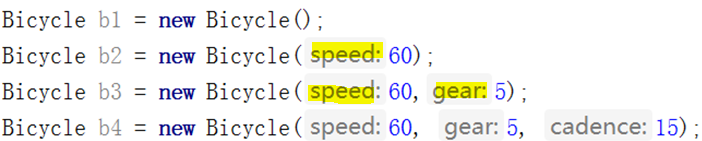 Bicycle b1 = new Bicycle();
Bicycle b2 = new Bicycle( speed: 60);
Bicycle b3 = new Bicycle( speed: 60, gear: 5);
Bicycle b4 = new Bicycle( speed: 60, gear: 5, cadence: 15);